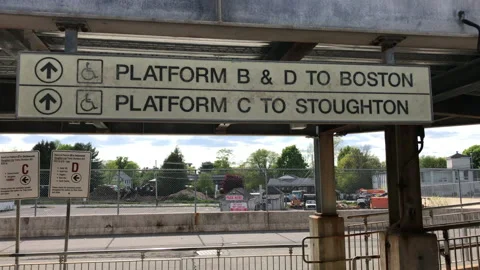 PLATFORM B & D TO BOSTON
PLATFORM C TO STOUGHTON
C
D